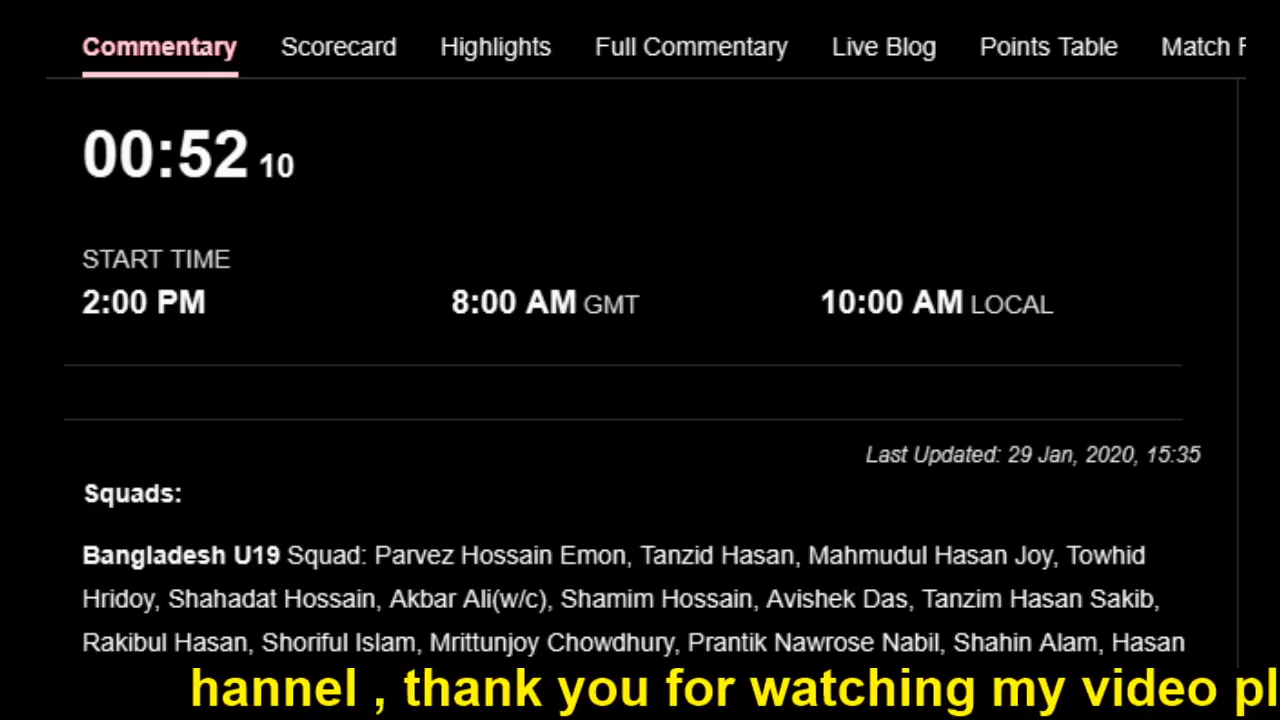 Commentary Scorecard Highlights Full Commentary Live Blog Points Table Match
00:52 10
START TIME
2:00 PM 8:00 AM GMT 10:00 AM LOCAL
Last Updated: 29 Jan, 2020, 15:35
Squads:
Bangladesh U19 Squad: Parvez Hossain Emon, Tanzid Hasan, Mahmudul Hasan Joy, Towhid
Hridoy, Shahadat Hossain, Akbar Ali(w/c), Shamim Hossain, Avishek Das, Tanzim Hasan Sakib,
Rakibul Hasan, Shoriful Islam, Mrittunjoy Chowdhury, Prantik Nawrose Nabil, Shahin Alam, Hasan
hannel , thank you for watching my video pl